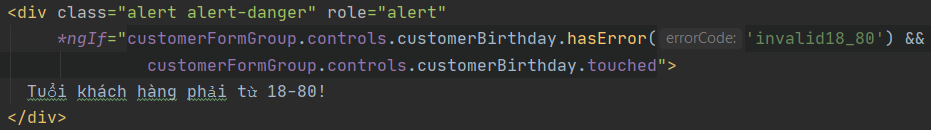 <div class="alert alert-danger" role="alert"
*ngIf="customerFormGroup.controls.customerBirthday.hasError( errorCode: 'invalid18_80') &&
customerFormGroup.controls.customerBirthday.touched">
Tuổi khách hàng phải từ 18-80!
</div>